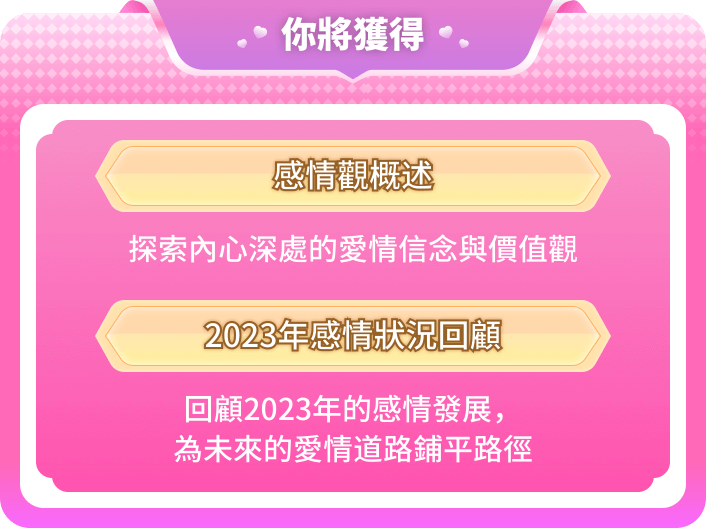 你將獲得
感情觀概述
探索內心深處的愛情信念與價值觀
2023年感情狀況回顧
回顧2023年的感情發展，
為未來的愛情道路鋪平路徑